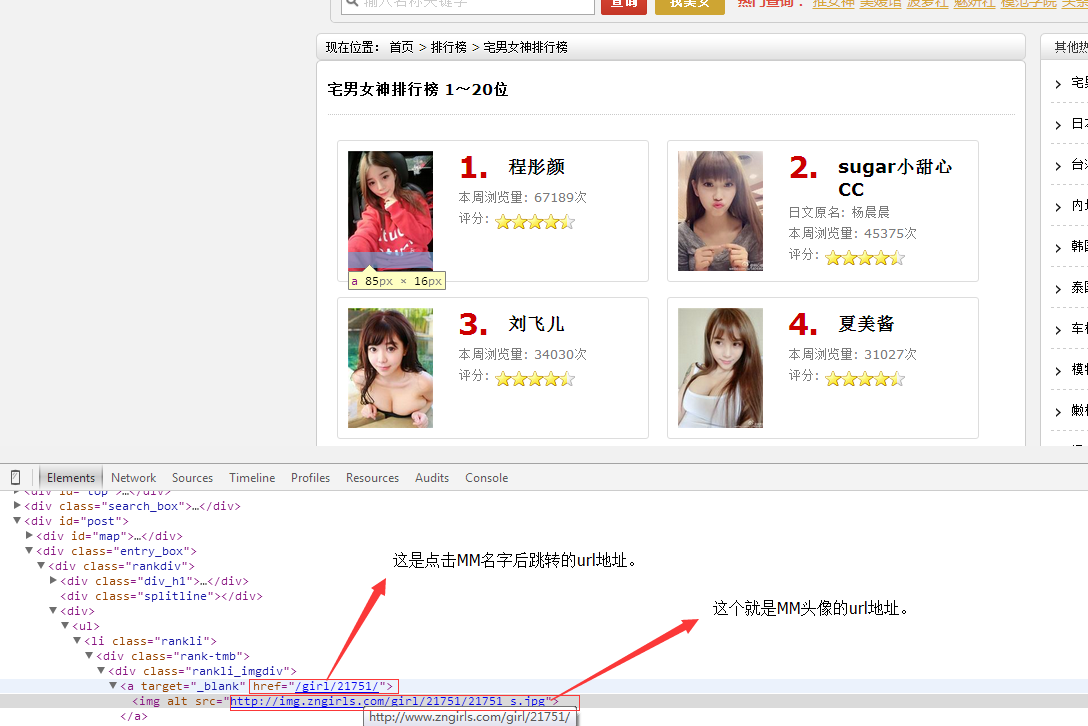 输入名称关键字 查询 找美女 热门查询： 推女神 美媛馆 波萝社 魅妍社 模范学院
现在位置： 首页 > 排行榜 > 宅男女神排行榜
宅男女神排行榜 1～20位
1. 程彤颜
本周浏览量: 67189次
评分:
a 85px × 16px
2. sugar小甜心
CC
日文原名: 杨晨晨
本周浏览量: 45375次
评分:
3. 刘飞儿
本周浏览量: 34030次
评分:
4. 夏美酱
本周浏览量: 31027次
评分:
其他热
宅男
日本
台湾
内地
韩国
泰国
车模
模特
嫩模
Elements Network Sources Timeline Profiles Resources Audits Console
<div id="top">…</div>
<div class="search_box">…</div>
<div id="post">
<div id="map">…</div>
<div class="entry_box">
<div class="rankdiv">
<div class="div_h1">…</div>
<div class="splitline"></div>
<div>
<ul>
<li class="rankli">
<div class="rank-tmb">
<div class="rankli_imgdiv">
<a target="_blank" href="/girl/21751/">
<img alt src="http://img.zngirls.com/girl/21751/21751_s.jpg">
</a>
http://www.zngirls.com/girl/21751/
这是点击MM名字后跳转的url地址。
这个就是MM头像的url地址。